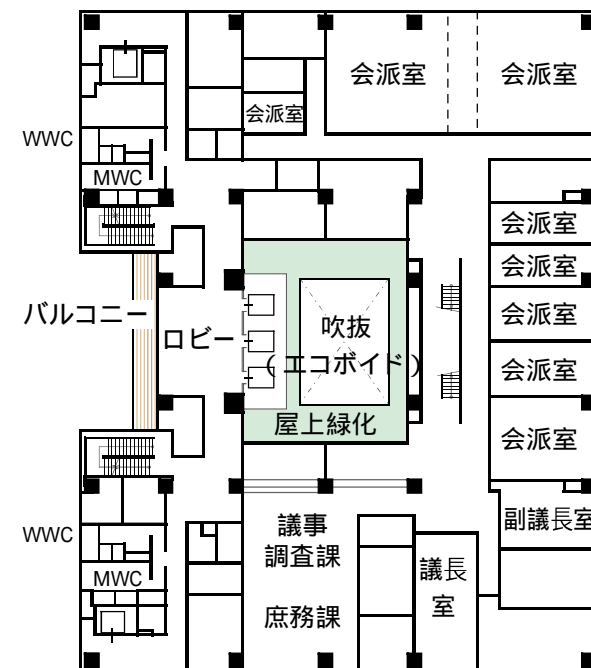 会派室
会派室
会派室
WWC
MWC
会派室
会派室
バルコニー
ロビー
吹抜
(エコボイド)
会派室
会派室
屋上緑化
会派室
WWC
MWC
議事
調査課
庶務課
議長
室
副議長室